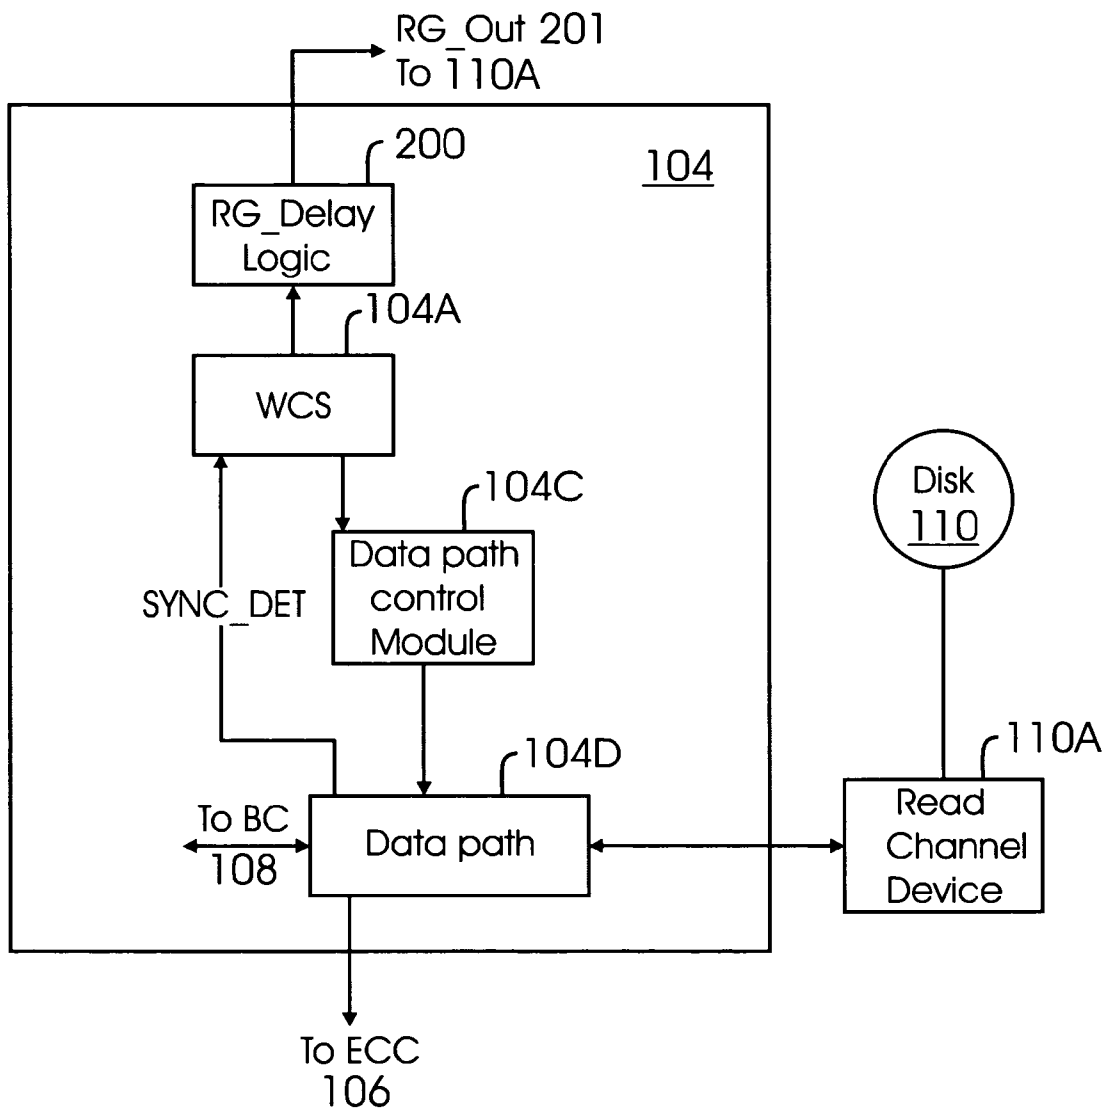 RG_Out 201
To 110A
200
104
RG_Delay
Logic
104A
WCS
104C
Disk
110
Data path
control
Module
SYNC_DET
104D
110A
To BC
108
Data path
Read
Channel
Device
To ECC
106